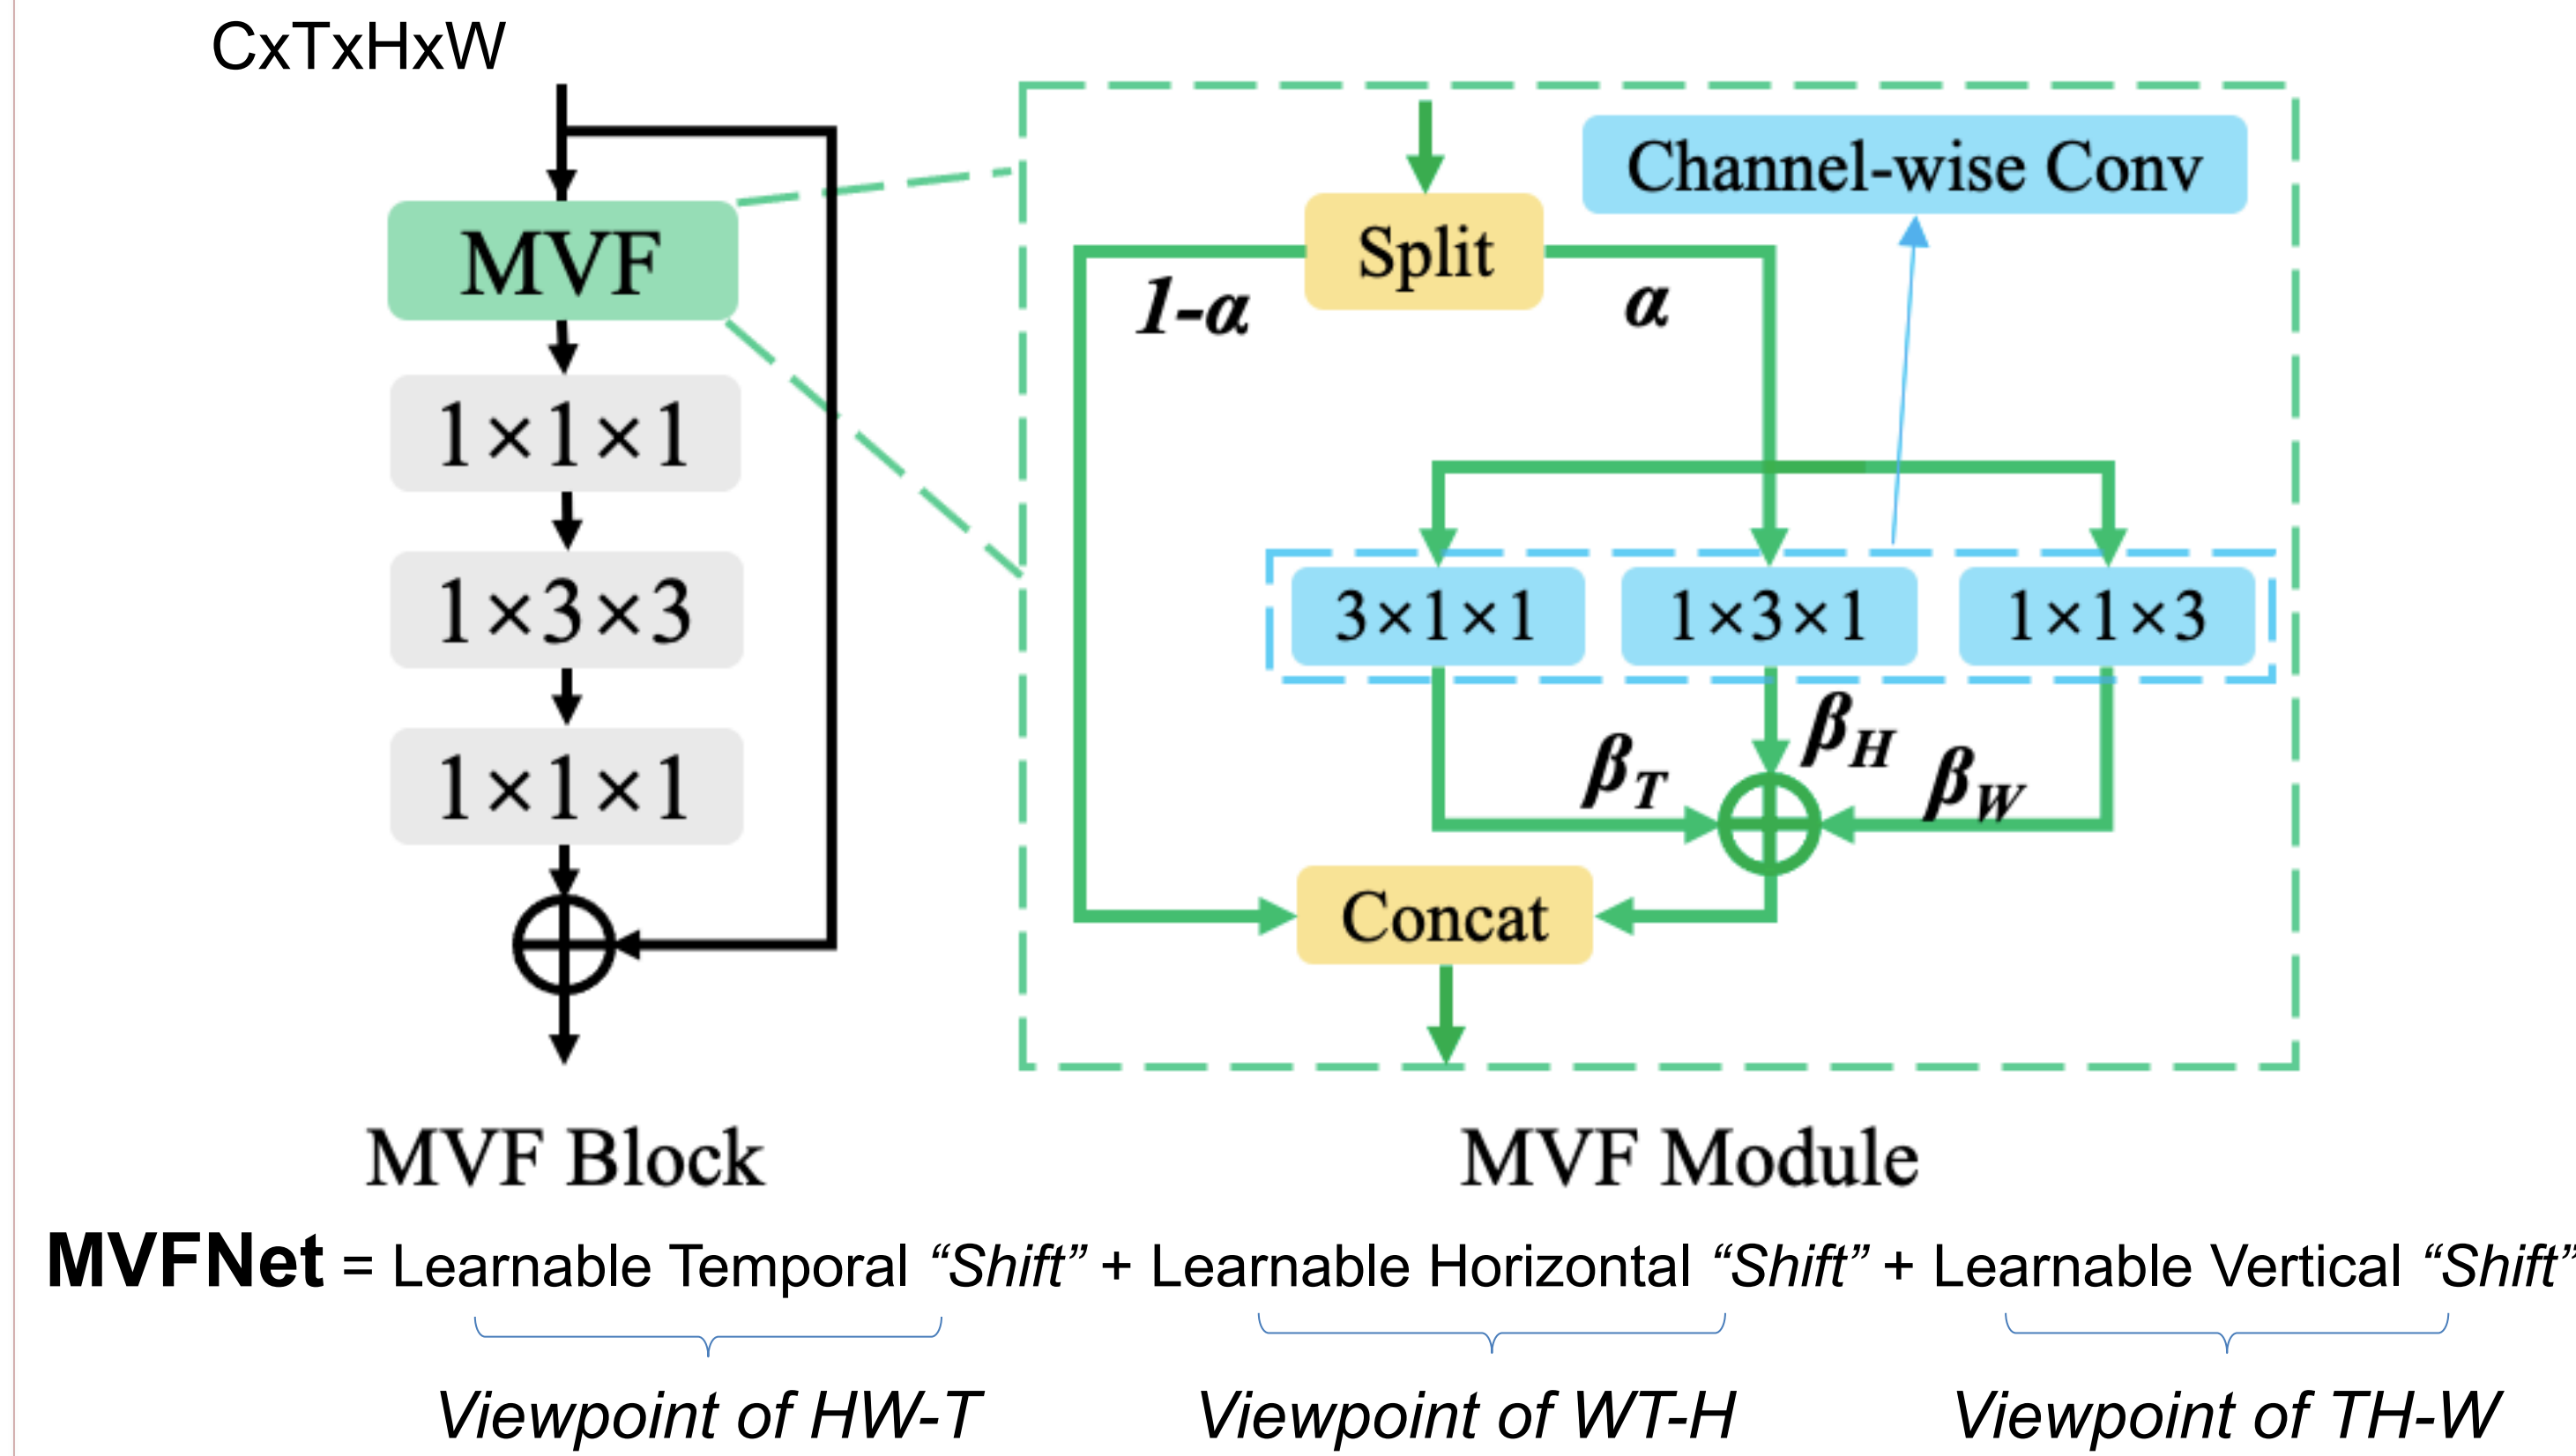 CxTxHxW
MVF
1×1×1
1×3×3
1×1×1
MVF Block
Channel-wise Conv
Split
1-α
α
3×1×1
1×3×1
1×1×3
β_T
β_H
β_W
Concat
MVF Module
MVFNet = Learnable Temporal “Shift” + Learnable Horizontal “Shift” + Learnable Vertical “Shift”
Viewpoint of HW-T
Viewpoint of WT-H
Viewpoint of TH-W